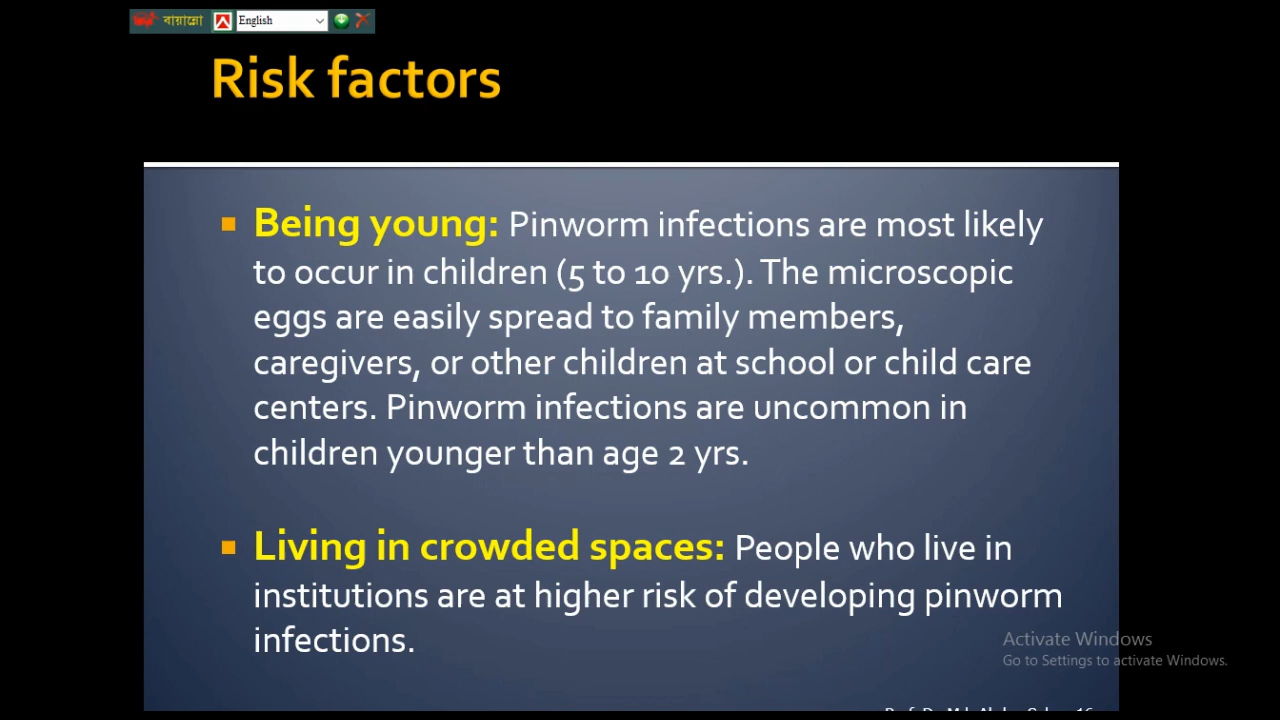 বায়ান্নো English
Risk factors
Being young: Pinworm infections are most likely
to occur in children (5 to 10 yrs.). The microscopic
eggs are easily spread to family members,
caregivers, or other children at school or child care
centers. Pinworm infections are uncommon in
children younger than age 2 yrs.
Living in crowded spaces: People who live in
institutions are at higher risk of developing pinworm
infections.
Activate Windows
Go to Settings to activate Windows.